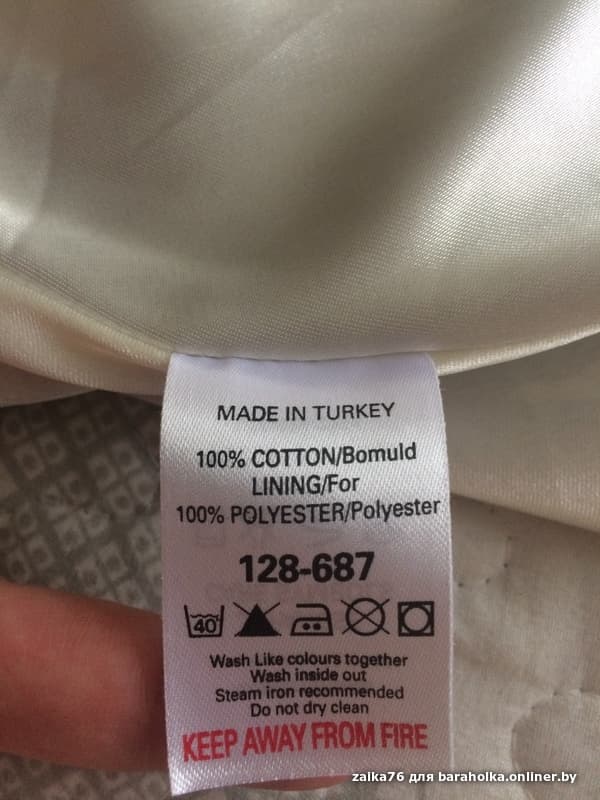 MADE IN TURKEY
100% COTTON/Bomuld
LINING/For
100% POLYESTER/Polyester
128-687
40
Wash Like colours together
Wash inside out
Steam iron recommended
Do not dry clean
KEEP AWAY FROM FIRE
zalka76 для baraholka.onliner.by